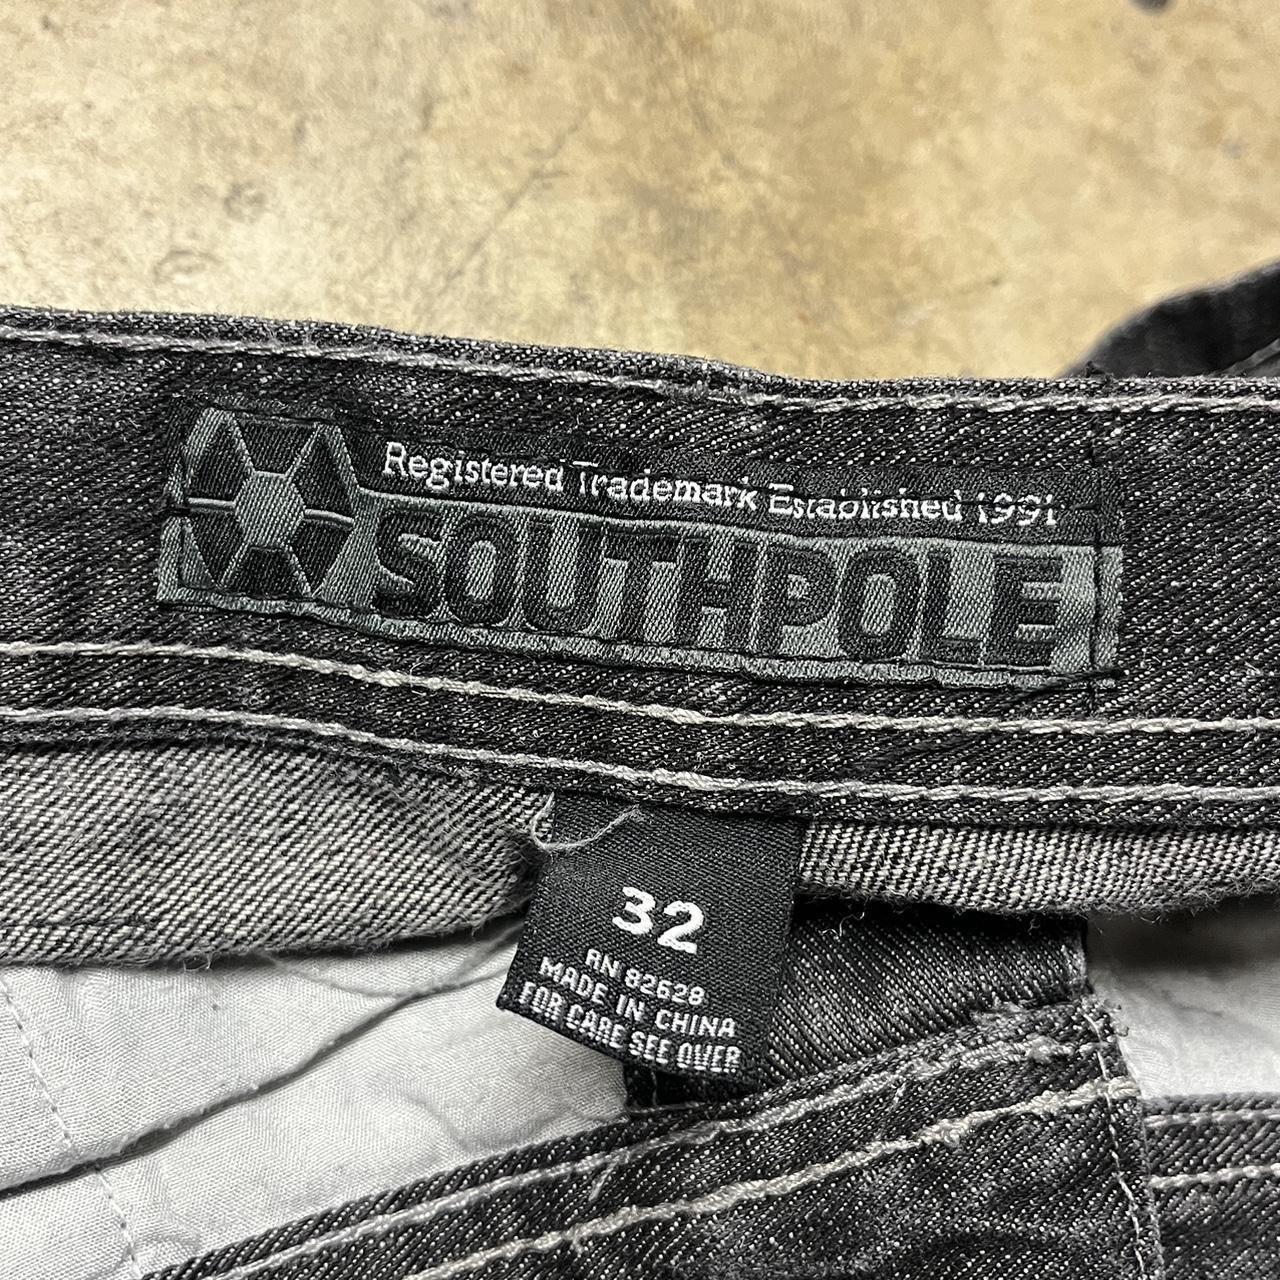 Registered Trademark Established 1991
SOUTHPOLE
32
RN 82628
MADE IN CHINA
FOR CARE SEE OVER